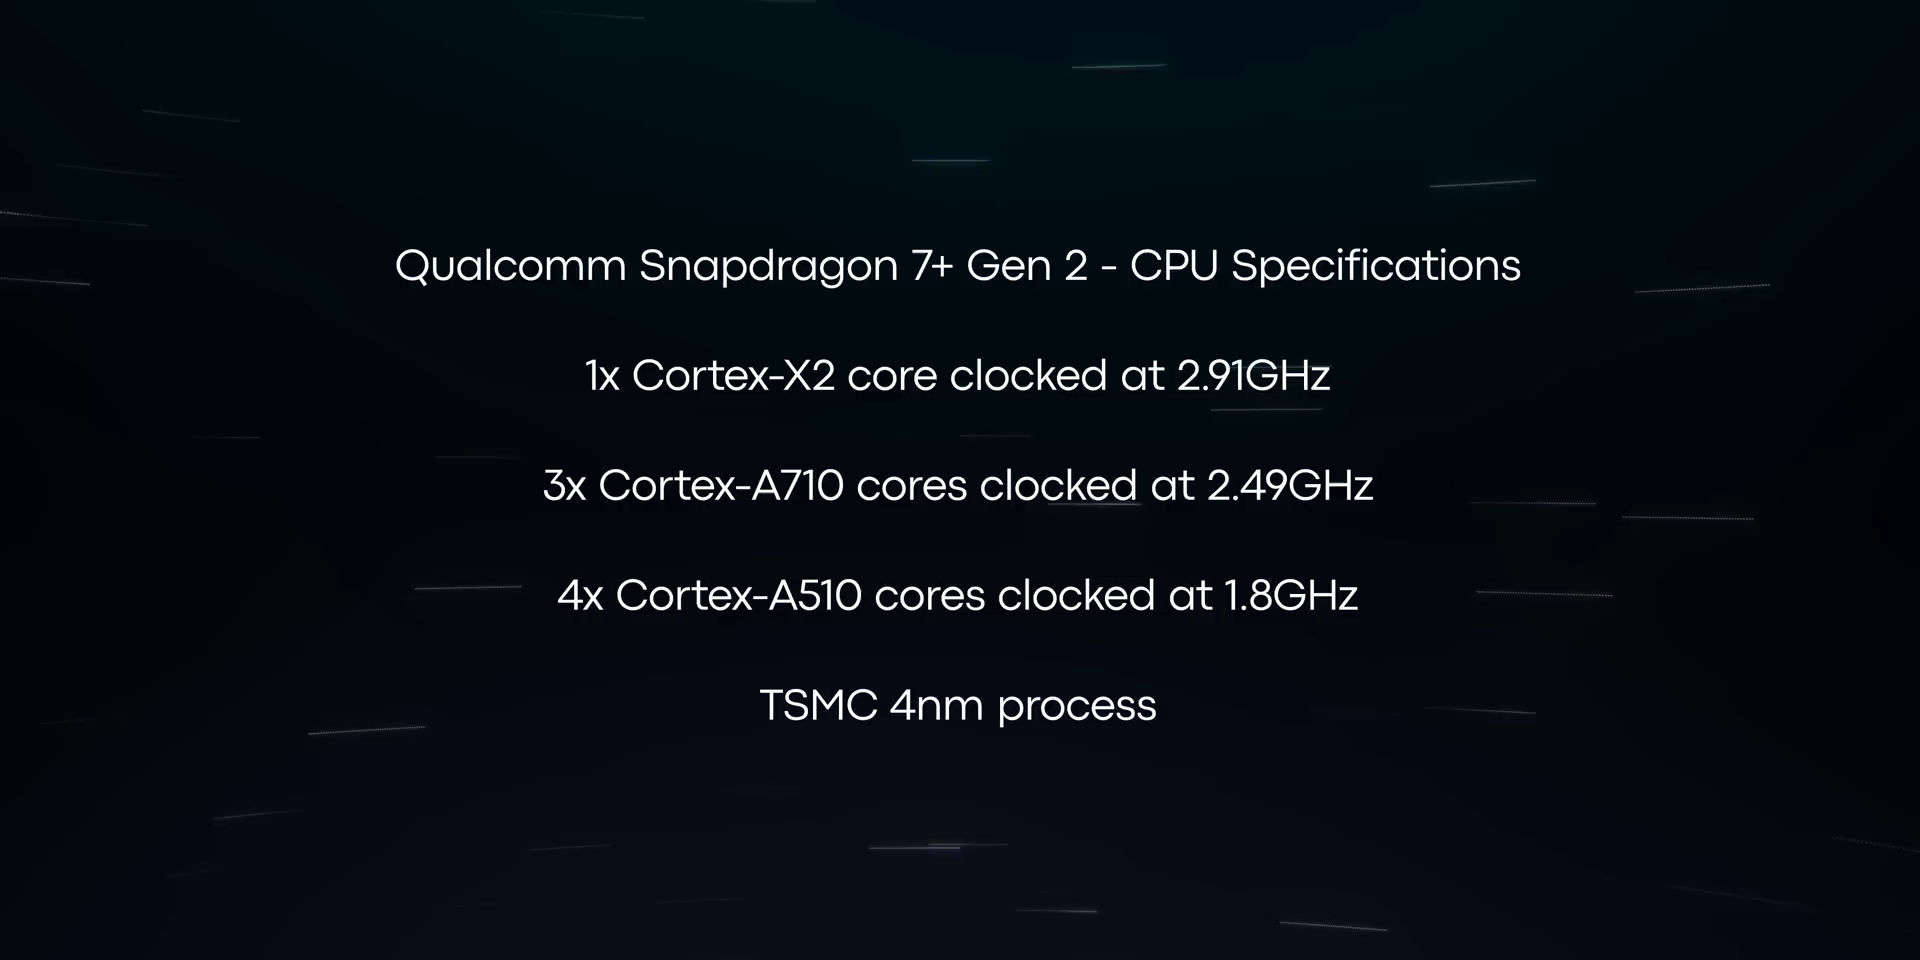 Qualcomm Snapdragon 7+ Gen 2 - CPU Specifications
1x Cortex-X2 core clocked at 2.91GHz
3x Cortex-A710 cores clocked at 2.49GHz
4x Cortex-A510 cores clocked at 1.8GHz
TSMC 4nm process